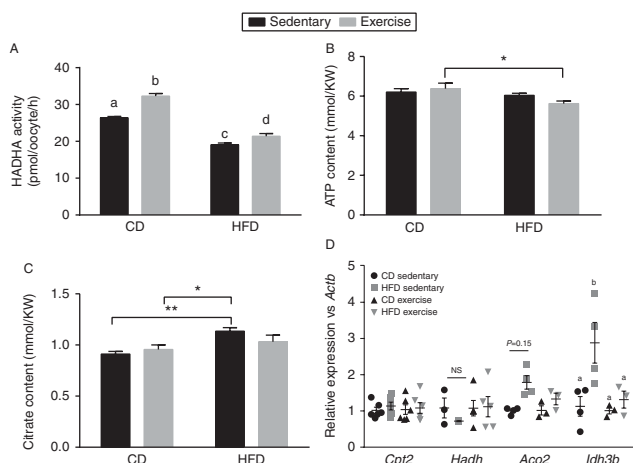 Sedentary Exercise
A
HADHA activity
(pmol/oocyte/h)
40
30
20
10
0
a
b
c
d
CD HFD
B
ATP content (mmol/KW)
8
6
4
2
0
*
CD HFD
C
Citrate content (mmol/KW)
1.5
1.0
0.5
0.0
*
**
CD HFD
D
Relative expression vs Actb
5
4
3
2
1
0
CD sedentary
HFD sedentary
CD exercise
HFD exercise
NS
P=0.15
b
a
a
a
Cpt2 Hadh Aco2 Idh3b